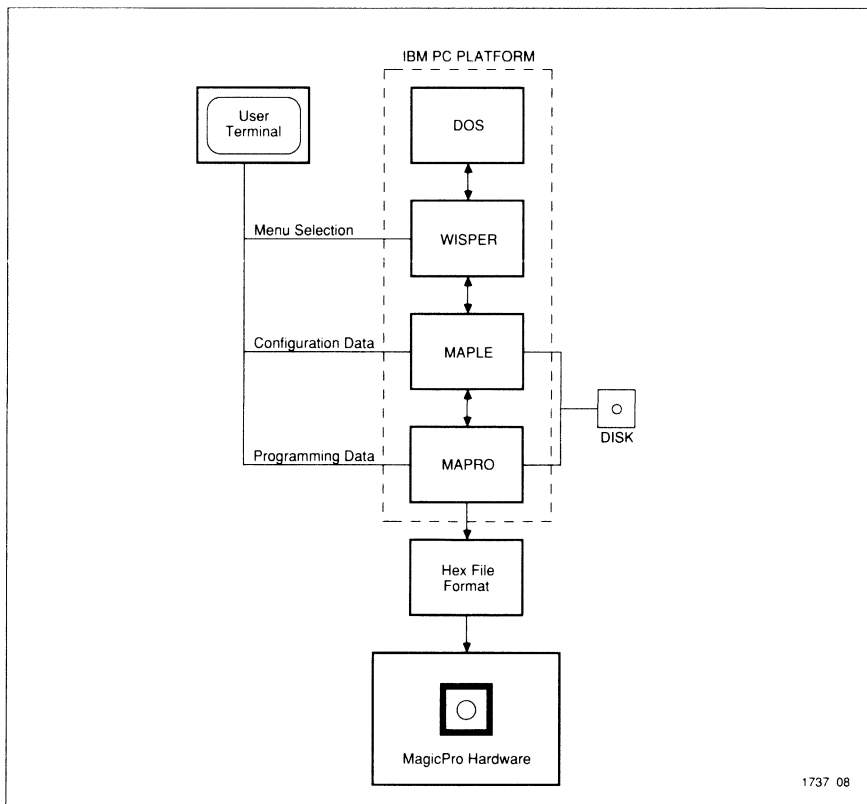 IBM PC PLATFORM
User
Terminal
DOS
Menu Selection
WISPER
Configuration Data
MAPLE
DISK
Programming Data
MAPRO
Hex File
Format
MagicPro Hardware
1737 08